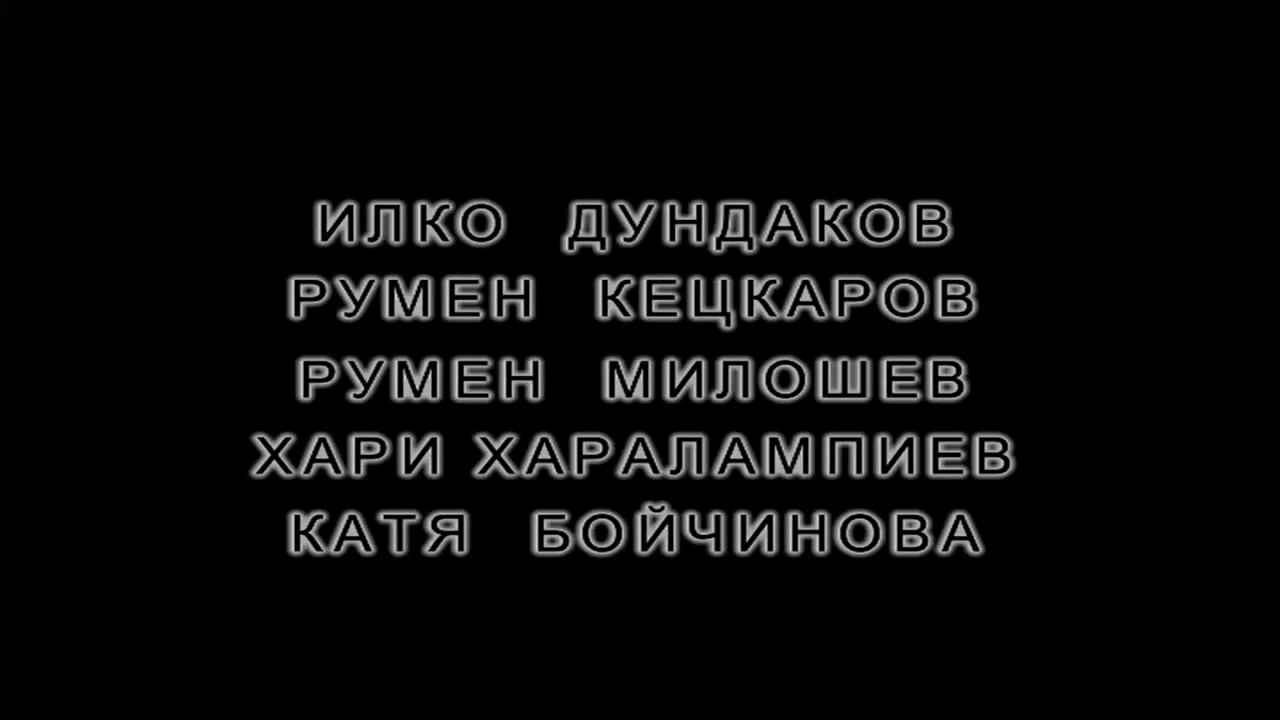 ИЛКО ДУНДАКОВ
РУМЕН КЕЦКАРОВ
РУМЕН МИЛОШЕВ
ХАРИ ХАРАЛАМПИЕВ
КАТЯ БОЙЧИНОВА